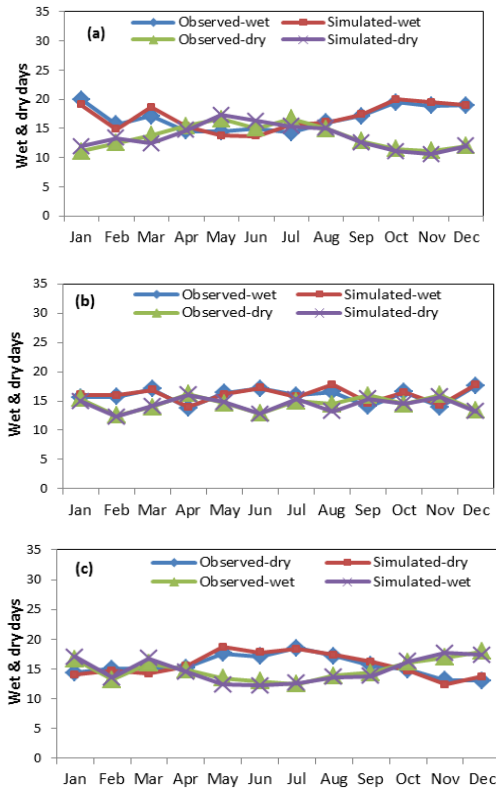 (a)
Observed-wet Simulated-wet
Observed-dry Simulated-dry
Wet & dry days
35
30
25
20
15
10
5
0
Jan Feb Mar Apr May Jun Jul Aug Sep Oct Nov Dec
(b)
Observed-wet Simulated-wet
Observed-dry Simulated-dry
Wet & dry days
35
30
25
20
15
10
5
0
Jan Feb Mar Apr May Jun Jul Aug Sep Oct Nov Dec
(c)
Observed-dry Simulated-dry
Observed-wet Simulated-wet
Wet & dry days
35
30
25
20
15
10
5
0
Jan Feb Mar Apr May Jun Jul Aug Sep Oct Nov Dec